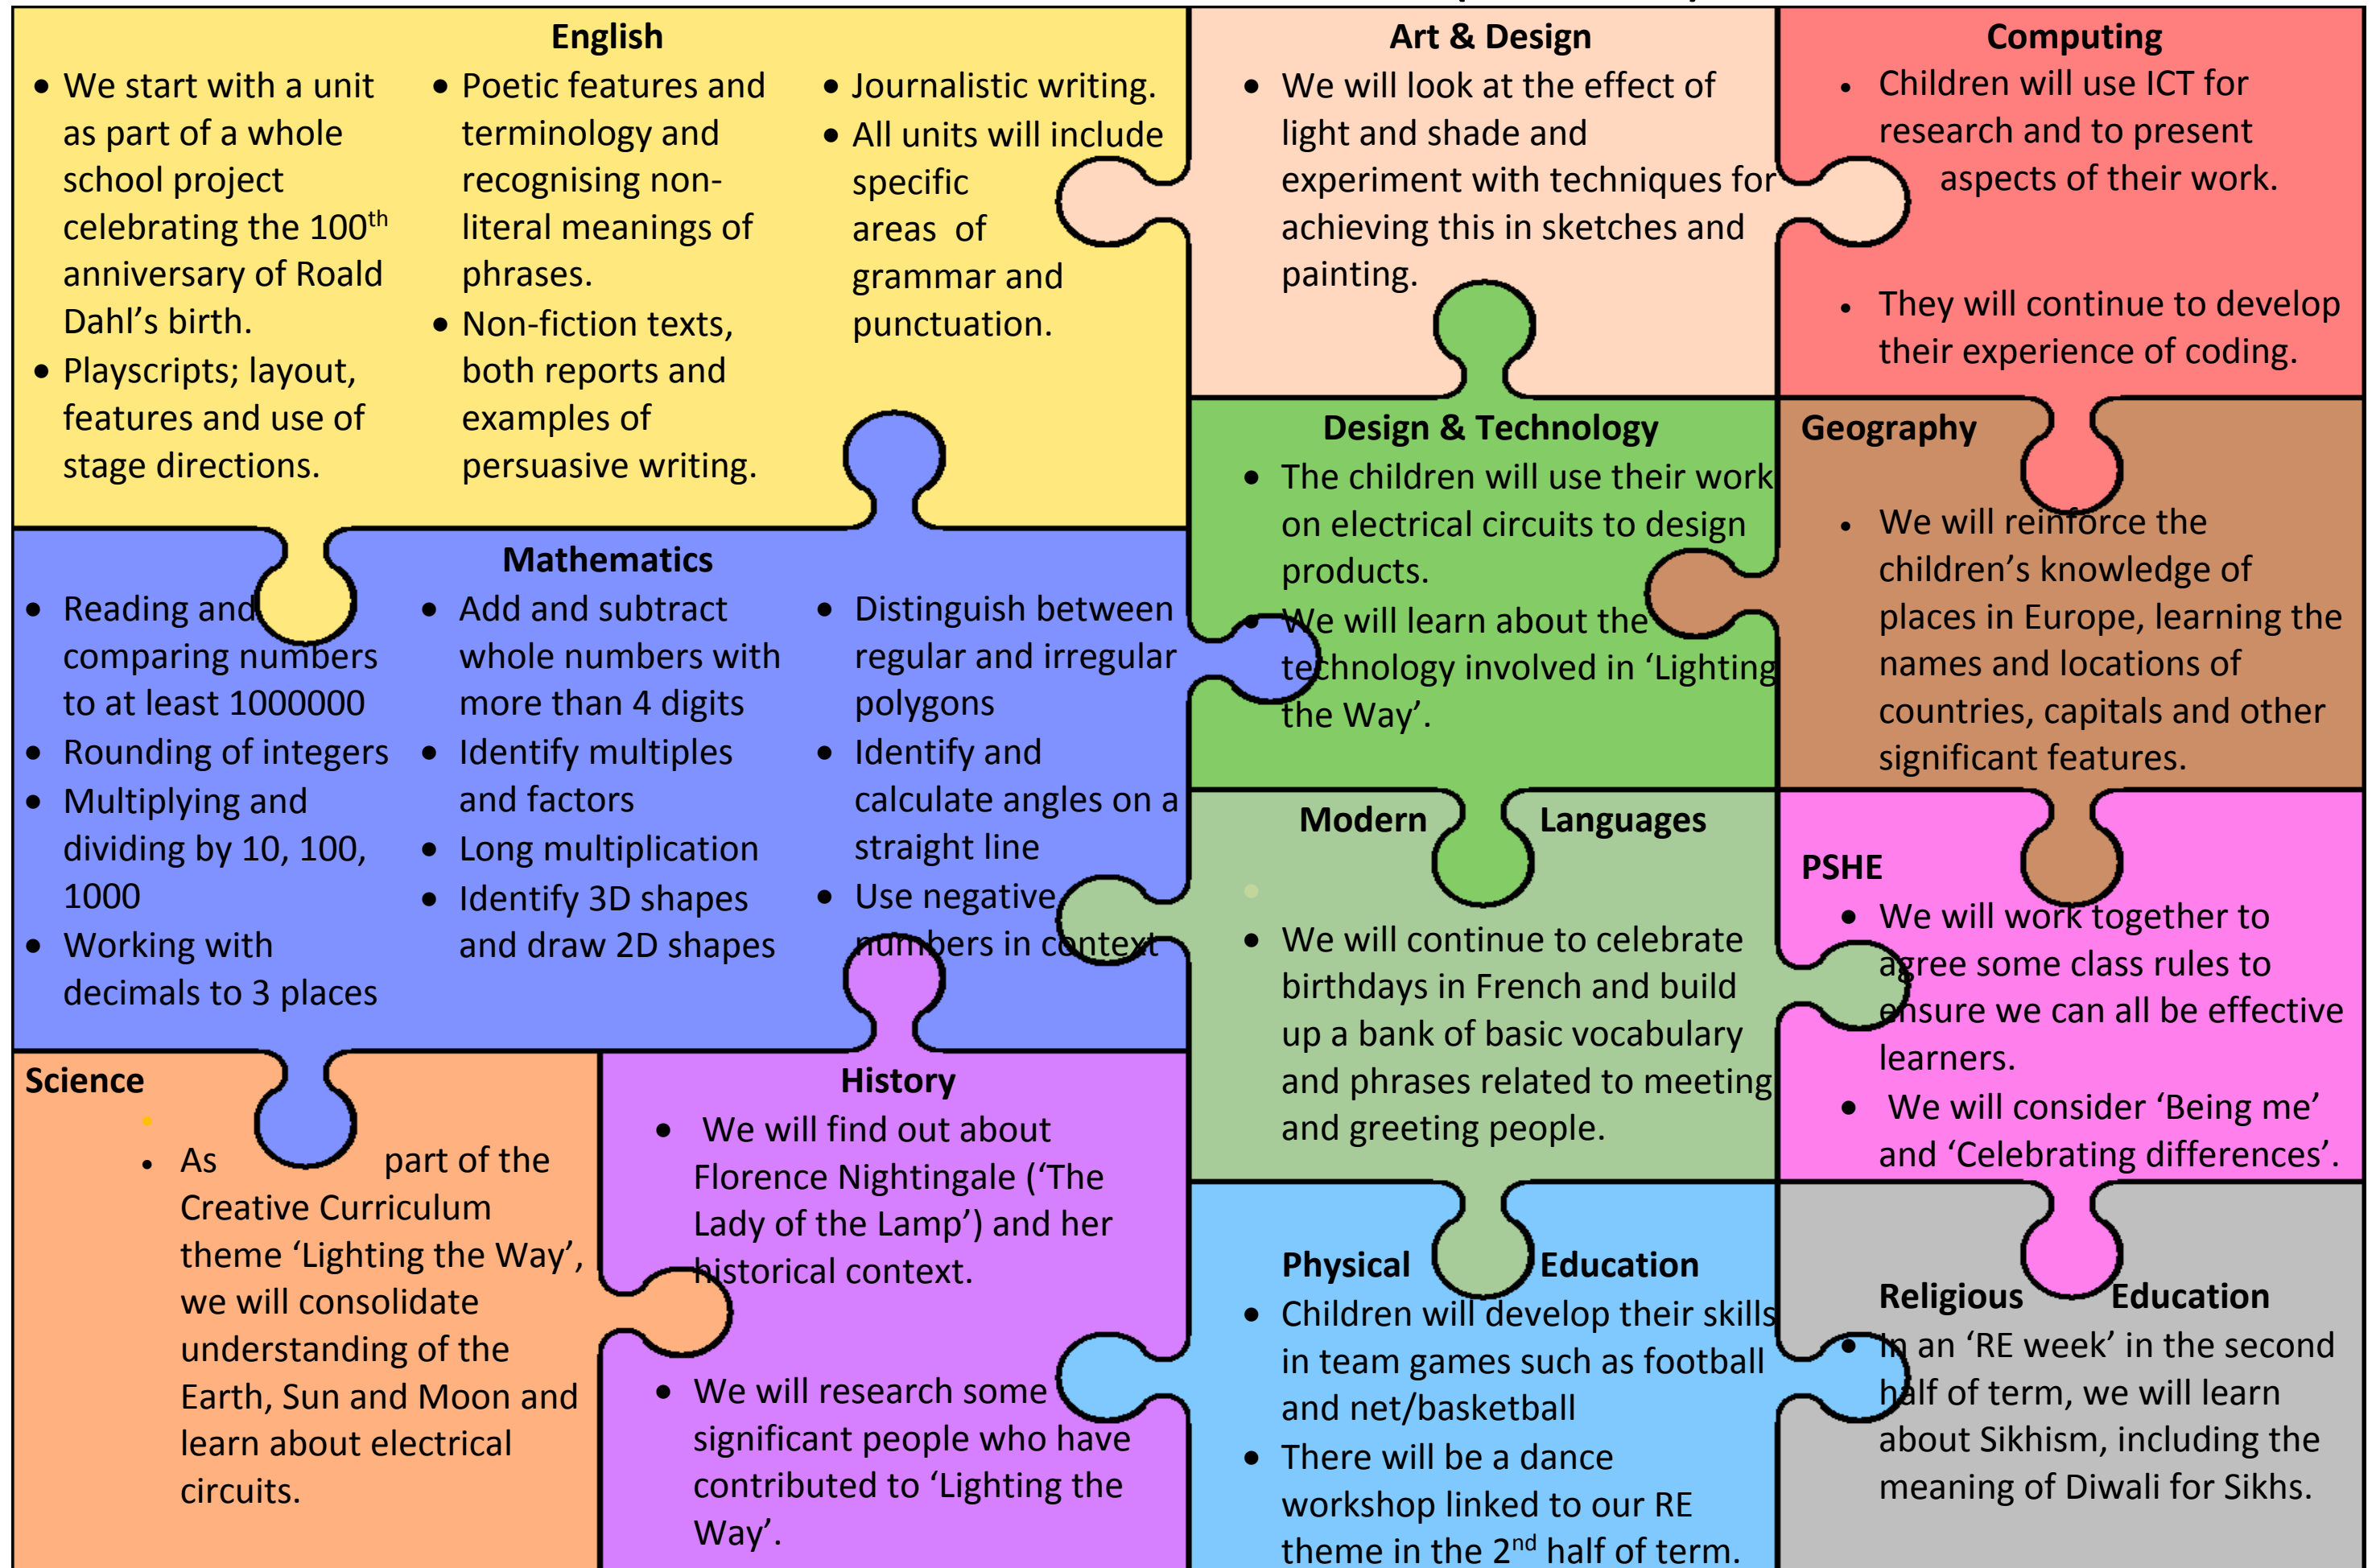 English
We start with a unit
as part of a whole
school project
celebrating the 100th
anniversary of Roald
Dahl’s birth.
Playscripts; layout,
features and use of
stage directions.
Poetic features and
terminology and
recognising non-
literal meanings of
phrases.
Non-fiction texts,
both reports and
examples of
persuasive writing.
Journalistic writing.
All units will include
specific
areas of
grammar and
punctuation.
Art & Design
We will look at the effect of
light and shade and
experiment with techniques for
achieving this in sketches and
painting.
Computing
Children will use ICT for
research and to present
aspects of their work.
They will continue to develop
their experience of coding.
Mathematics
Reading and
comparing numbers
to at least 1000000
Rounding of integers
Multiplying and
dividing by 10, 100,
1000
Working with
decimals to 3 places
Add and subtract
whole numbers with
more than 4 digits
Identify multiples
and factors
Long multiplication
Identify 3D shapes
and draw 2D shapes
Distinguish between
regular and irregular
polygons
Identify and
calculate angles on a
straight line
Use negative
numbers in context
Design & Technology
The children will use their work
on electrical circuits to design
products.
We will learn about the
technology involved in ‘Lighting
the Way’.
Geography
We will reinforce the
children’s knowledge of
places in Europe, learning the
names and locations of
countries, capitals and other
significant features.
Modern Languages
We will continue to celebrate
birthdays in French and build
up a bank of basic vocabulary
and phrases related to meeting
and greeting people.
PSHE
We will work together to
agree some class rules to
ensure we can all be effective
learners.
We will consider ‘Being me’
and ‘Celebrating differences’.
Science
As part of the
Creative Curriculum
theme ‘Lighting the Way’,
we will consolidate
understanding of the
Earth, Sun and Moon and
learn about electrical
circuits.
History
We will find out about
Florence Nightingale (‘The
Lady of the Lamp’) and her
historical context.
We will research some
significant people who have
contributed to ‘Lighting the
Way’.
Physical Education
Children will develop their skills
in team games such as football
and net/basketball
There will be a dance
workshop linked to our RE
theme in the 2nd half of term.
Religious Education
In an ‘RE week’ in the second
half of term, we will learn
about Sikhism, including the
meaning of Diwali for Sikhs.